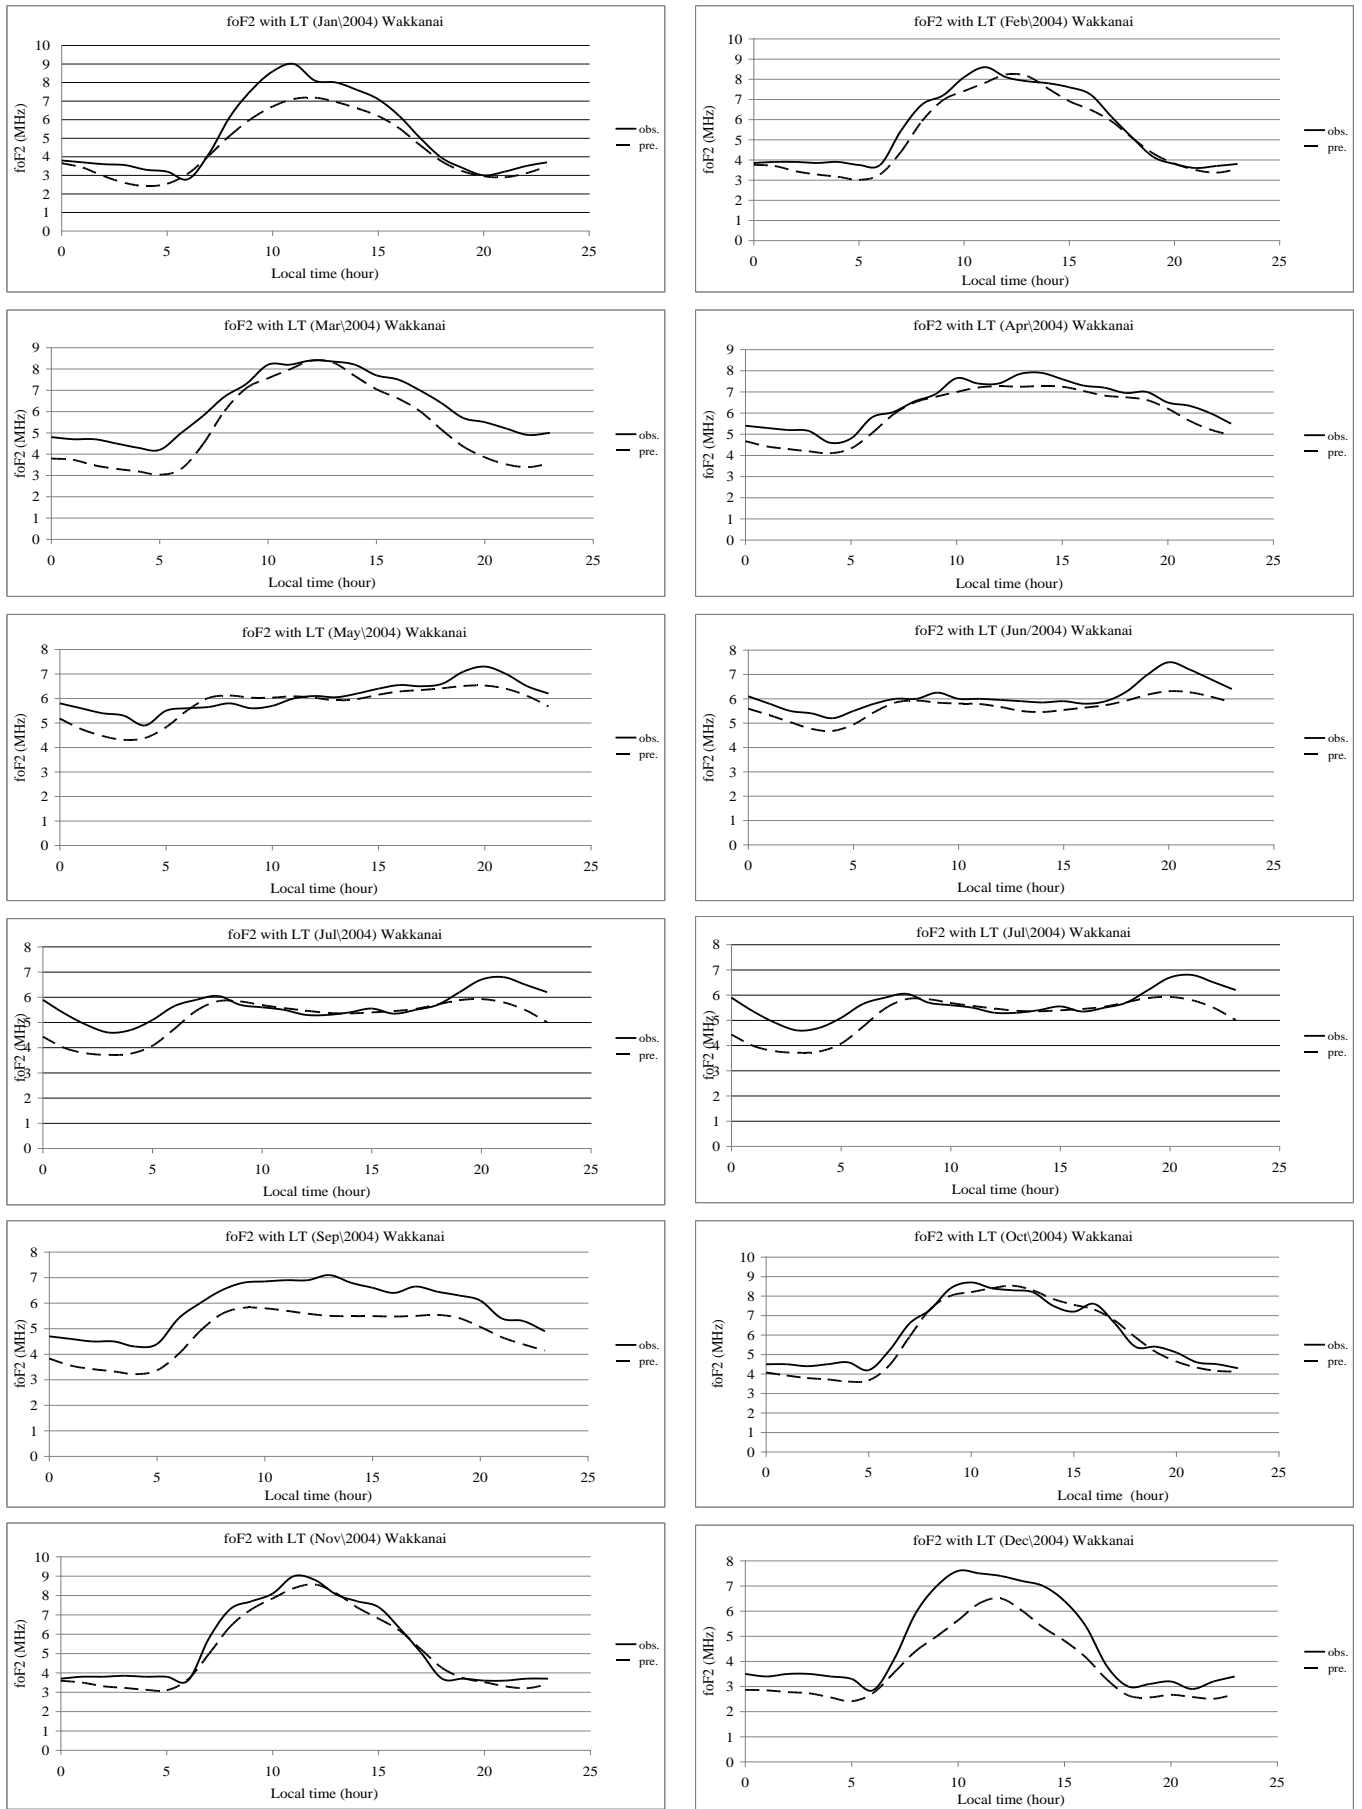 foF2 with LT (Jan\2004) Wakkanai
foF2 (MHz)
10
9
8
7
6
5
4
3
2
1
0
0 5 10 15 20 25
Local time (hour)
obs.
pre.
foF2 with LT (Feb\2004) Wakkanai
foF2 (MHz)
10
9
8
7
6
5
4
3
2
1
0
0 5 10 15 20 25
Local time (hour)
obs.
pre.
foF2 with LT (Mar\2004) Wakkanai
foF2 (MHz)
9
8
7
6
5
4
3
2
1
0
0 5 10 15 20 25
Local time (hour)
obs.
pre.
foF2 with LT (Apr\2004) Wakkanai
foF2 (MHz)
9
8
7
6
5
4
3
2
1
0
0 5 10 15 20 25
Local time (hour)
obs.
pre.
foF2 with LT (May\2004) Wakkanai
foF2 (MHz)
8
7
6
5
4
3
2
1
0
0 5 10 15 20 25
Local time (hour)
obs.
pre.
foF2 with LT (Jun/2004) Wakkanai
foF2 (MHz)
8
7
6
5
4
3
2
1
0
0 5 10 15 20 25
Local time (hour)
obs.
pre.
foF2 with LT (Jul\2004) Wakkanai
foF2 (MHz)
8
7
6
5
4
3
2
1
0
0 5 10 15 20 25
Local time (hour)
obs.
pre.
foF2 with LT (Jul\2004) Wakkanai
foF2 (MHz)
8
7
6
5
4
3
2
1
0
0 5 10 15 20 25
Local time (hour)
obs.
pre.
foF2 with LT (Sep\2004) Wakkanai
foF2 (MHz)
8
7
6
5
4
3
2
1
0
0 5 10 15 20 25
Local time (hour)
obs.
pre.
foF2 with LT (Oct\2004) Wakkanai
foF2 (MHz)
10
9
8
7
6
5
4
3
2
1
0
0 5 10 15 20 25
Local time (hour)
obs.
pre.
foF2 with LT (Nov\2004) Wakkanai
foF2 (MHz)
10
9
8
7
6
5
4
3
2
1
0
0 5 10 15 20 25
Local time (hour)
obs.
pre.
foF2 with LT (Dec\2004) Wakkanai
foF2 (MHz)
8
7
6
5
4
3
2
1
0
0 5 10 15 20 25
Local time (hour)
obs.
pre.